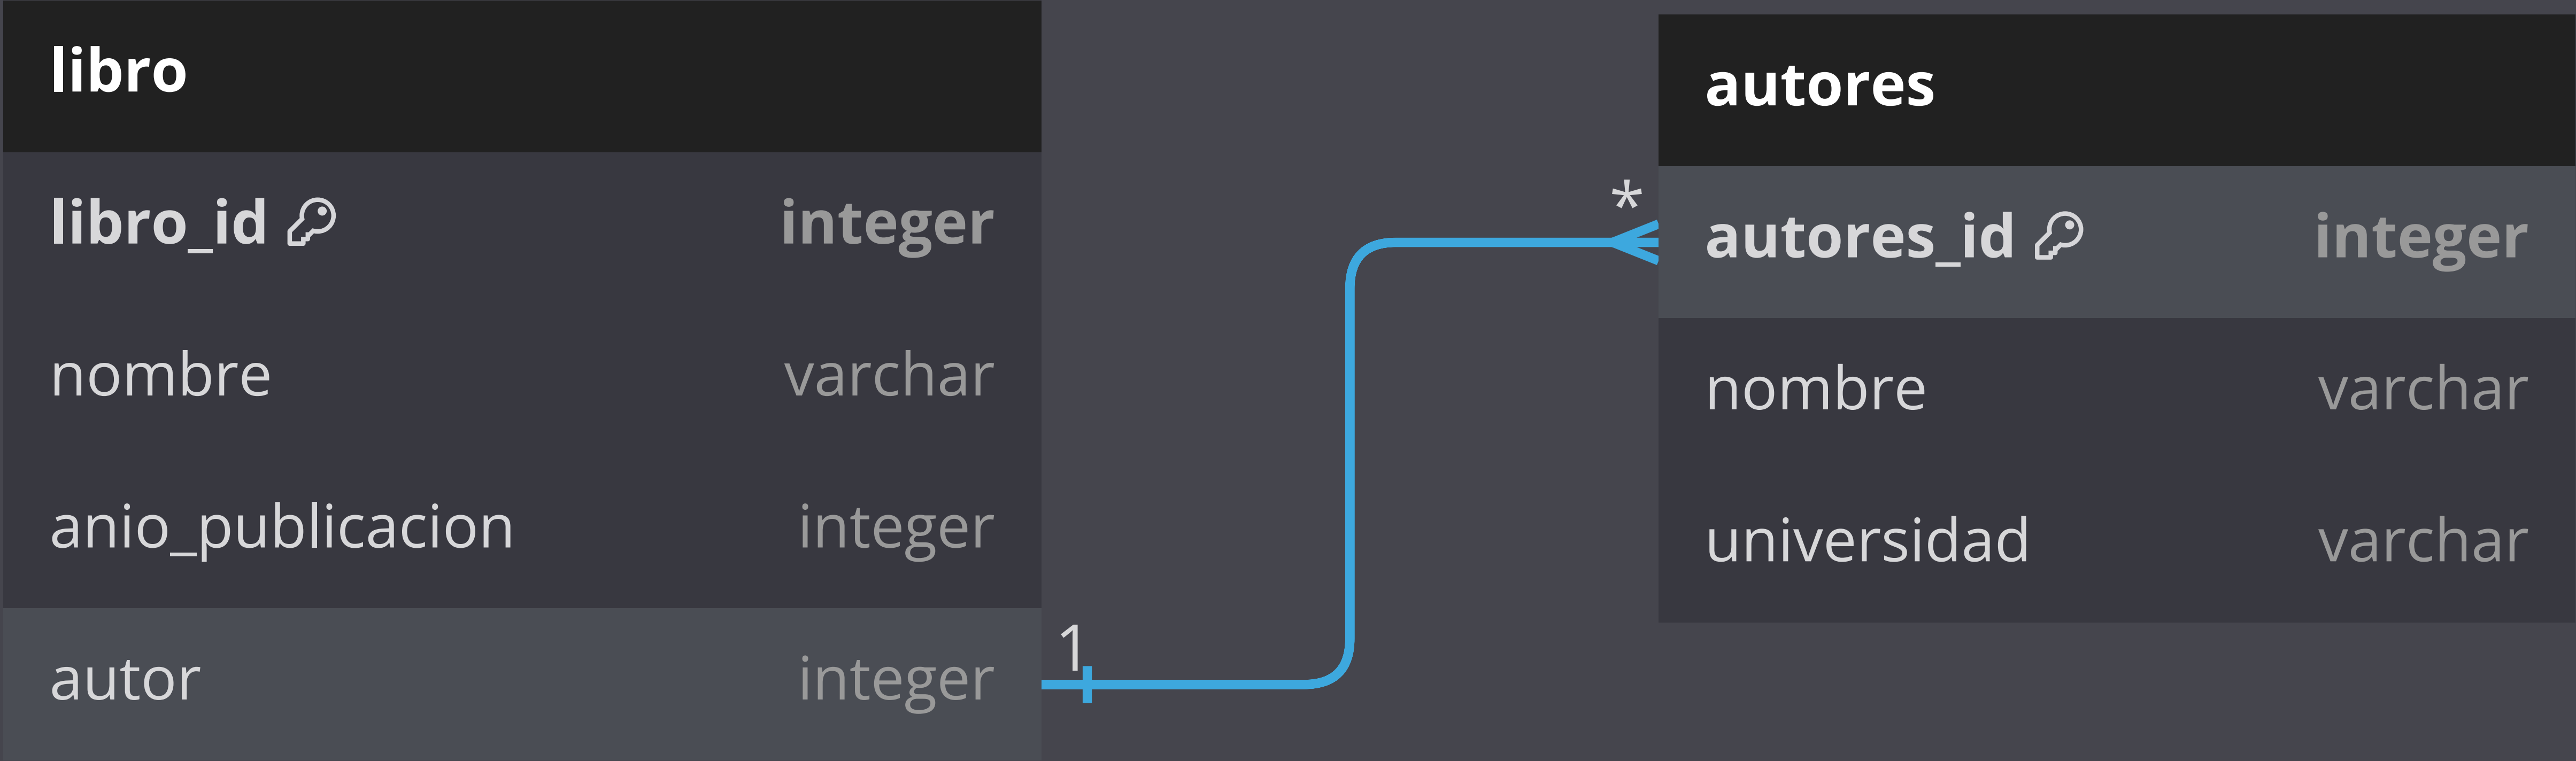 libro
libro_id integer
nombre varchar
anio_publicacion integer
autor integer
1
*
autores
autores_id integer
nombre varchar
universidad varchar